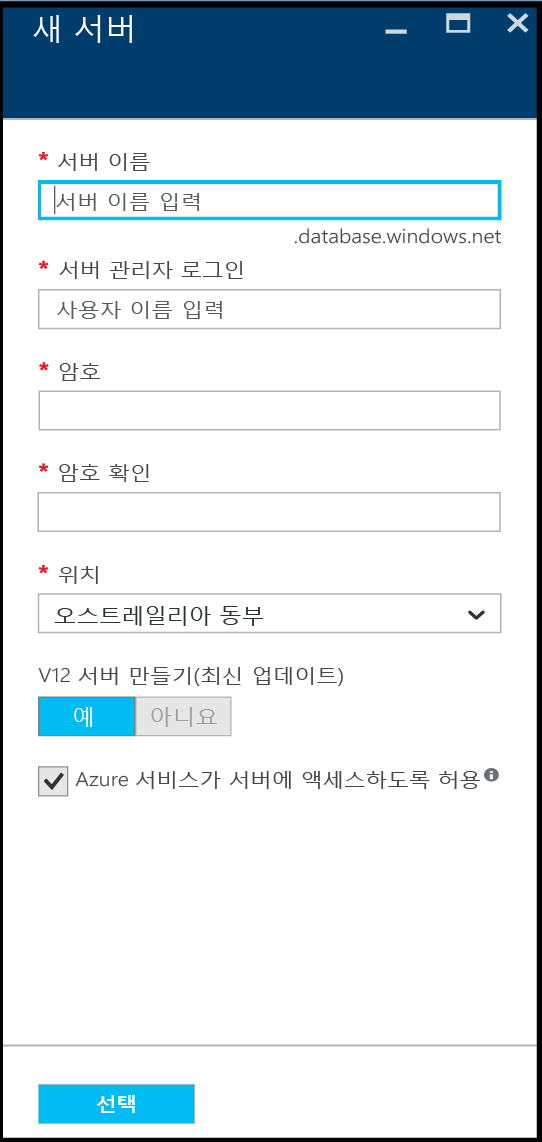 새 서버
* 서버 이름
서버 이름 입력
.database.windows.net
* 서버 관리자 로그인
사용자 이름 입력
* 암호
* 암호 확인
* 위치
오스트레일리아 동부
V12 서버 만들기(최신 업데이트)
예 아니요
Azure 서비스가 서버에 액세스하도록 허용
선택